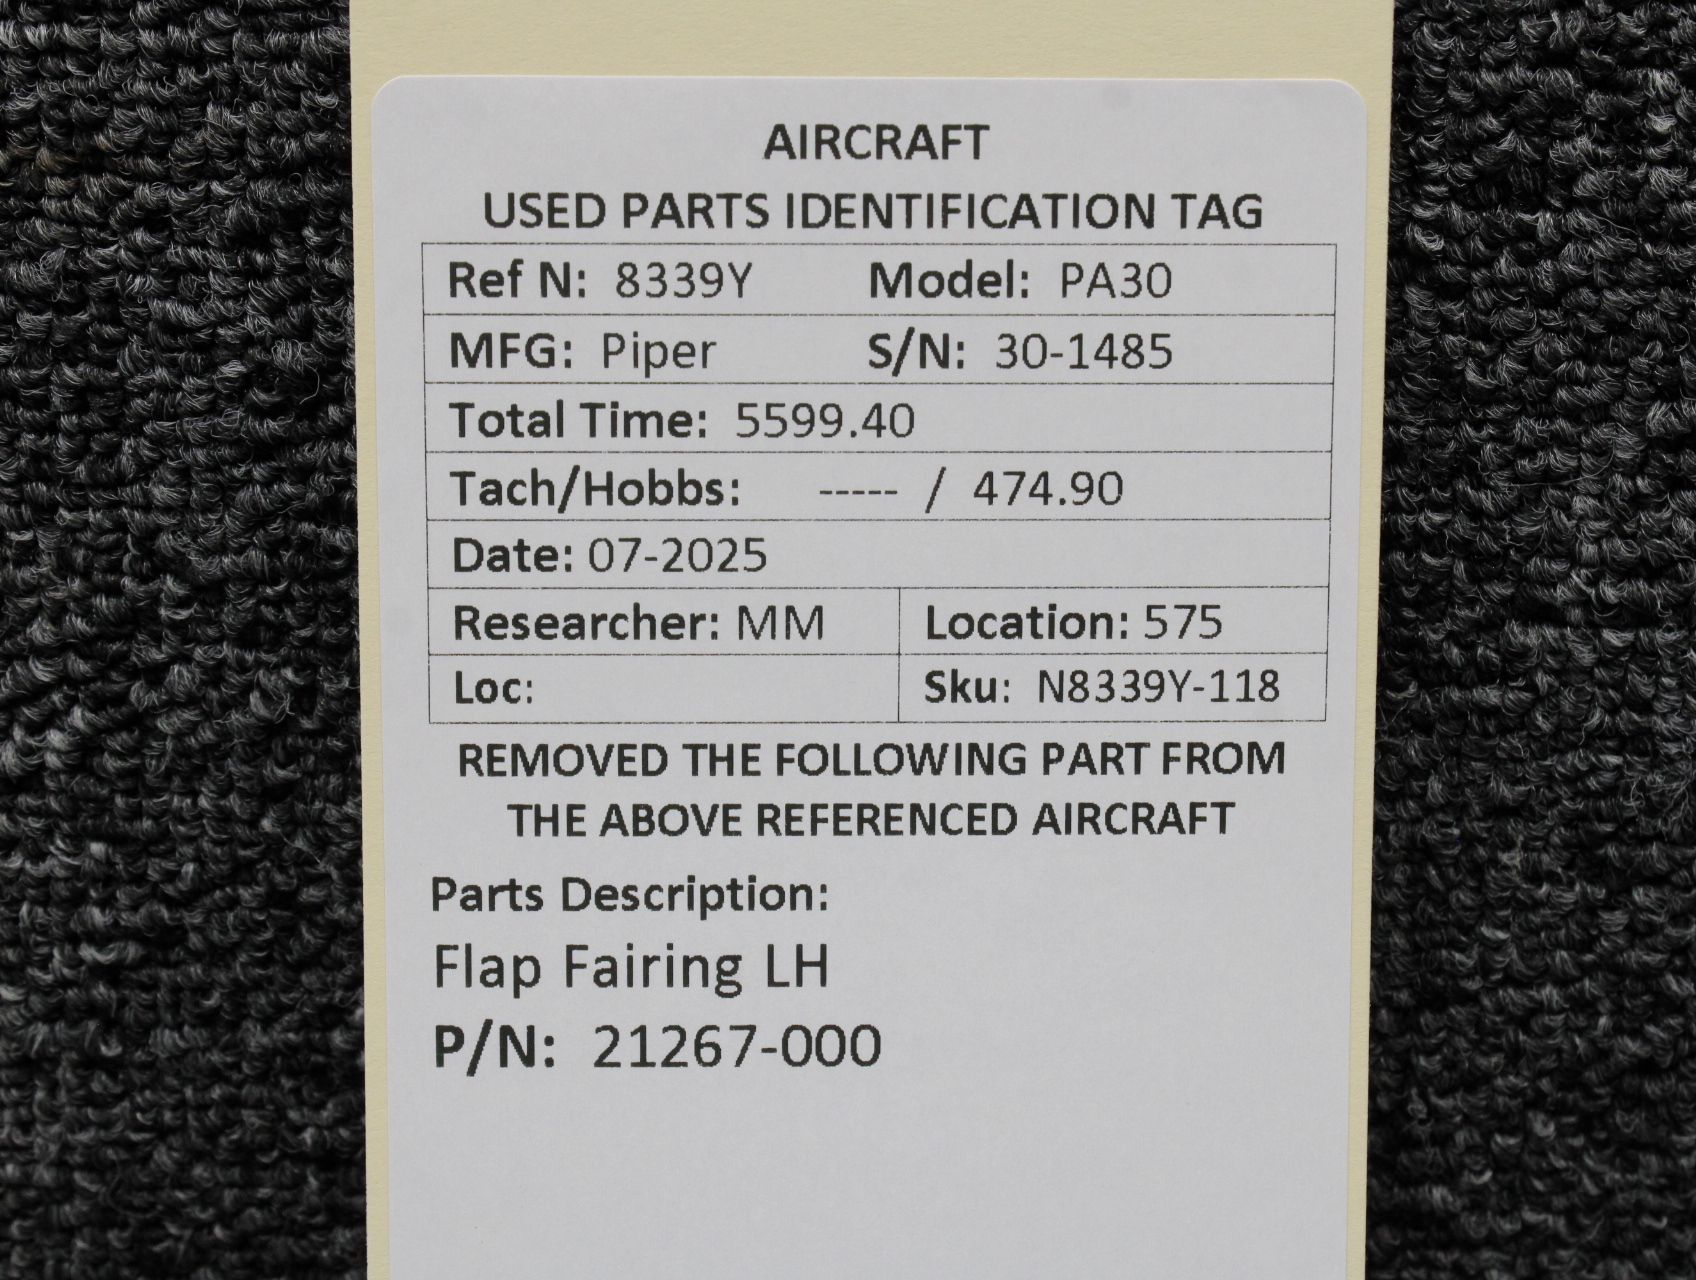 AIRCRAFT
USED PARTS IDENTIFICATION TAG
Ref N: 8339Y Model: PA30
MFG: Piper S/N: 30-1485
Total Time: 5599.40
Tach/Hobbs: ----- / 474.90
Date: 07-2025
Researcher: MM Location: 575
Loc: Sku: N8339Y-118
REMOVED THE FOLLOWING PART FROM
THE ABOVE REFERENCED AIRCRAFT
Parts Description:
Flap Fairing LH
P/N: 21267-000